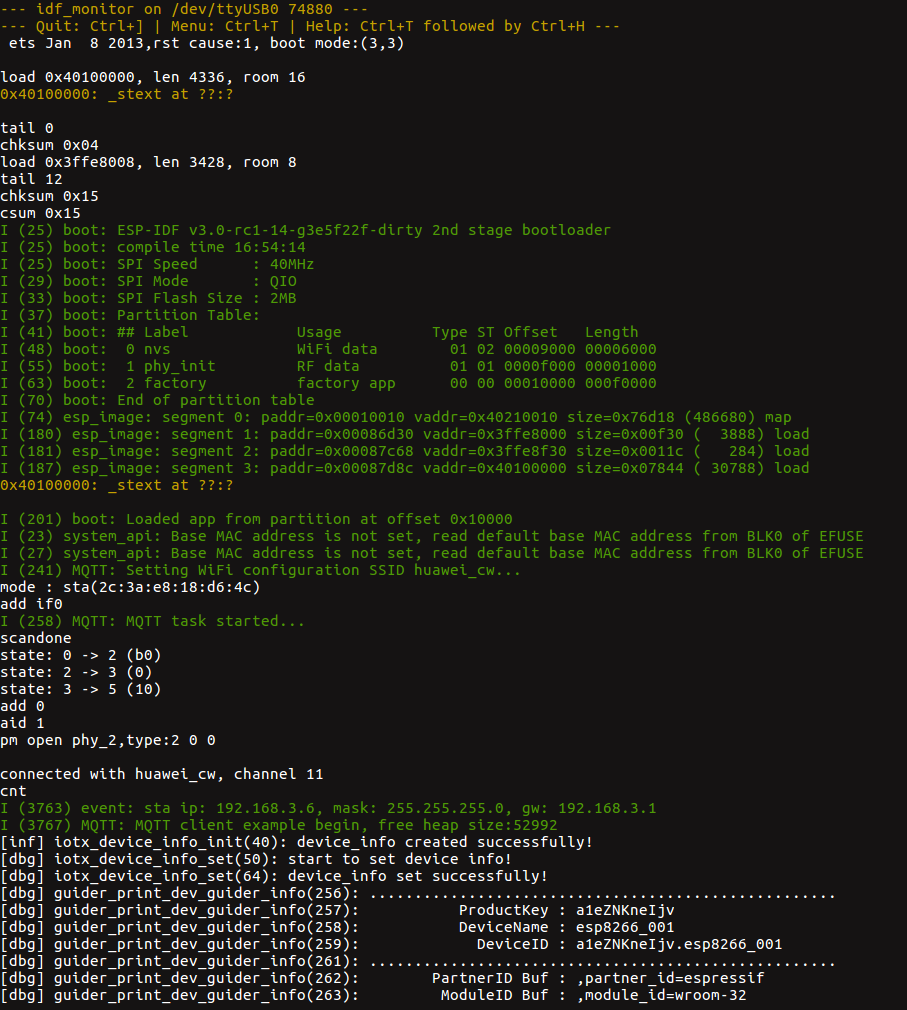 --- idf_monitor on /dev/ttyUSB0 74880 ---
--- Quit: Ctrl+] | Menu: Ctrl+T | Help: Ctrl+T followed by Ctrl+H ---
 ets Jan  8 2013,rst cause:1, boot mode:(3,3)

load 0x40100000, len 4336, room 16
0x40100000: _stext at ??:?

tail 0
chksum 0x04
load 0x3ffe8008, len 3428, room 8
tail 12
chksum 0x15
csum 0x15
I (25) boot: ESP-IDF v3.0-rc1-14-g3e5f22f-dirty 2nd stage bootloader
I (25) boot: compile time 16:54:14
I (25) boot: SPI Speed      : 40MHz
I (29) boot: SPI Mode       : QIO
I (33) boot: SPI Flash Size : 2MB
I (37) boot: Partition Table:
I (41) boot: ## Label            Usage          Type ST Offset   Length
I (48) boot:  0 nvs              WiFi data        01 02 00009000 00006000
I (55) boot:  1 phy_init         RF data          01 01 0000f000 00001000
I (63) boot:  2 factory          factory app      00 00 00010000 000f0000
I (70) boot: End of partition table
I (74) esp_image: segment 0: paddr=0x00010010 vaddr=0x40210010 size=0x76d18 (486680) map
I (180) esp_image: segment 1: paddr=0x00086d30 vaddr=0x3ffe8000 size=0x00f30 (  3888) load
I (181) esp_image: segment 2: paddr=0x00087c68 vaddr=0x3ffe8f30 size=0x0011c (   284) load
I (187) esp_image: segment 3: paddr=0x00087d8c vaddr=0x40100000 size=0x07844 ( 30788) load
0x40100000: _stext at ??:?

I (201) boot: Loaded app from partition at offset 0x10000
I (23) system_api: Base MAC address is not set, read default base MAC address from BLK0 of EFUSE
I (27) system_api: Base MAC address is not set, read default base MAC address from BLK0 of EFUSE
I (241) MQTT: Setting WiFi configuration SSID huawei_cw...
mode : sta(2c:3a:e8:18:d6:4c)
add if0
I (258) MQTT: MQTT task started...
scandone
state: 0 -> 2 (b0)
state: 2 -> 3 (0)
state: 3 -> 5 (10)
add 0
aid 1
pm open phy_2,type:2 0 0

connected with huawei_cw, channel 11
cnt
I (3763) event: sta ip: 192.168.3.6, mask: 255.255.255.0, gw: 192.168.3.1
I (3767) MQTT: MQTT client example begin, free heap size:52992
[inf] iotx_device_info_init(40): device_info created successfully!
[dbg] iotx_device_info_set(50): start to set device info!
[dbg] iotx_device_info_set(64): device_info set successfully!
[dbg] guider_print_dev_guider_info(256): ....................................................
[dbg] guider_print_dev_guider_info(257):           ProductKey : a1eZNKneIjv
[dbg] guider_print_dev_guider_info(258):           DeviceName : esp8266_001
[dbg] guider_print_dev_guider_info(259):             DeviceID : a1eZNKneIjv.esp8266_001
[dbg] guider_print_dev_guider_info(261): ....................................................
[dbg] guider_print_dev_guider_info(262):        PartnerID Buf : ,partner_id=espressif
[dbg] guider_print_dev_guider_info(263):         ModuleID Buf : ,module_id=wroom-32